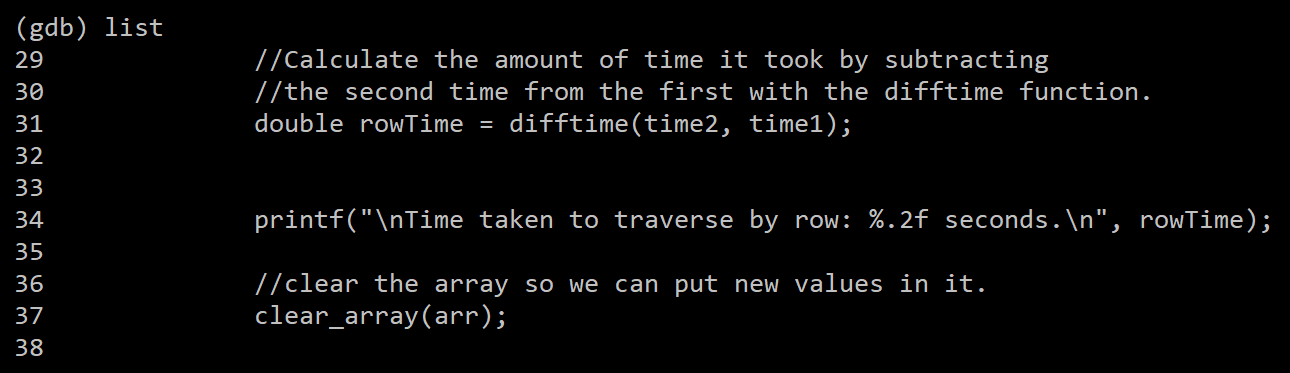 (gdb) list
29              //Calculate the amount of time it took by subtracting
30              //the second time from the first with the difftime function.
31              double rowTime = difftime(time2, time1);
32
33
34              printf("\nTime taken to traverse by row: %.2f seconds.\n", rowTime);
35
36              //clear the array so we can put new values in it.
37              clear_array(arr);
38